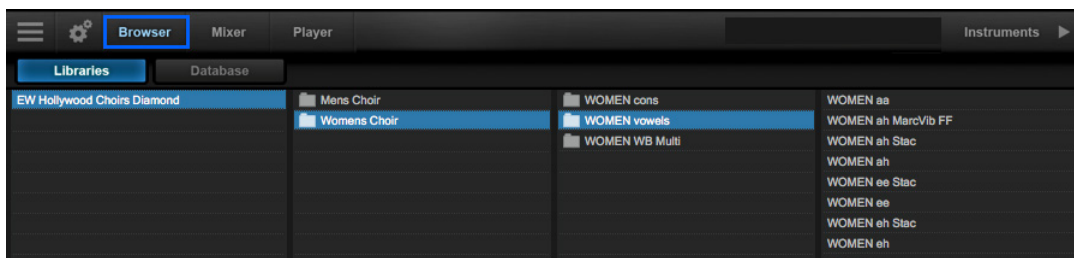 Browser Mixer Player Instruments
Libraries Database
EW Hollywood Choirs Diamond Mens Choir WOMEN cons WOMEN aa
Womens Choir WOMEN vowels WOMEN ah MarcVib FF
WOMEN WB Multi WOMEN ah Stac
WOMEN ah
WOMEN ee Stac
WOMEN ee
WOMEN eh Stac
WOMEN eh